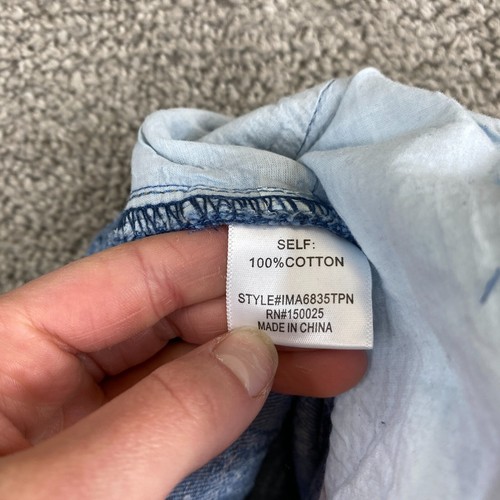 SELF:
100%COTTON
STYLE#IMA6835TPN
RN#150025
MADE IN CHINA